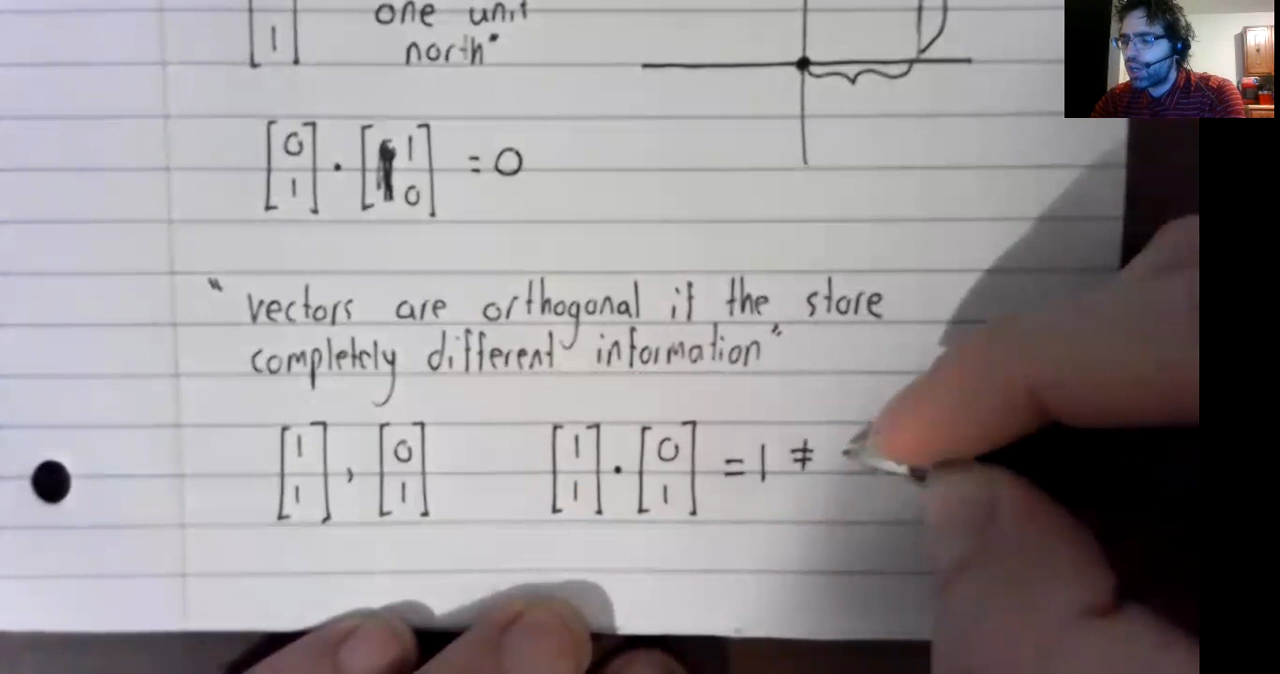 one unit
[ 1 ] north"
[0 1] · [1 0] = 0
" vectors are orthogonal if the store
completely different information"
[1 1] , [0 1] [1 1] · [0 1] = 1 ≠